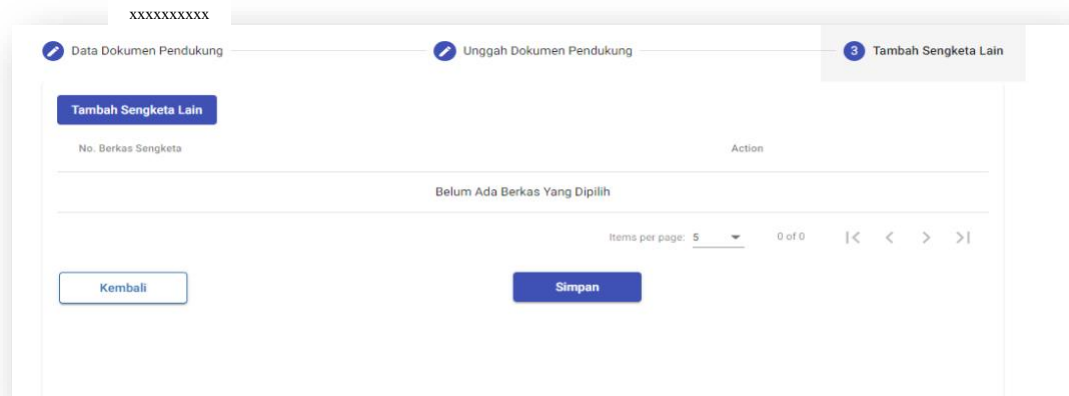 xxxxxxxxxx
Data Dokumen Pendukung Unggah Dokumen Pendukung 3 Tambah Sengketa Lain
Tambah Sengketa Lain
No. Berkas Sengketa Action
Belum Ada Berkas Yang Dipilih
Items per page: 5 0 of 0
Kembali Simpan